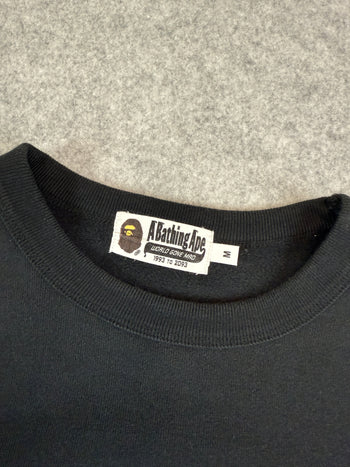 A Bathing Ape
WORLD GONE MAD
1993 TO 2093
M